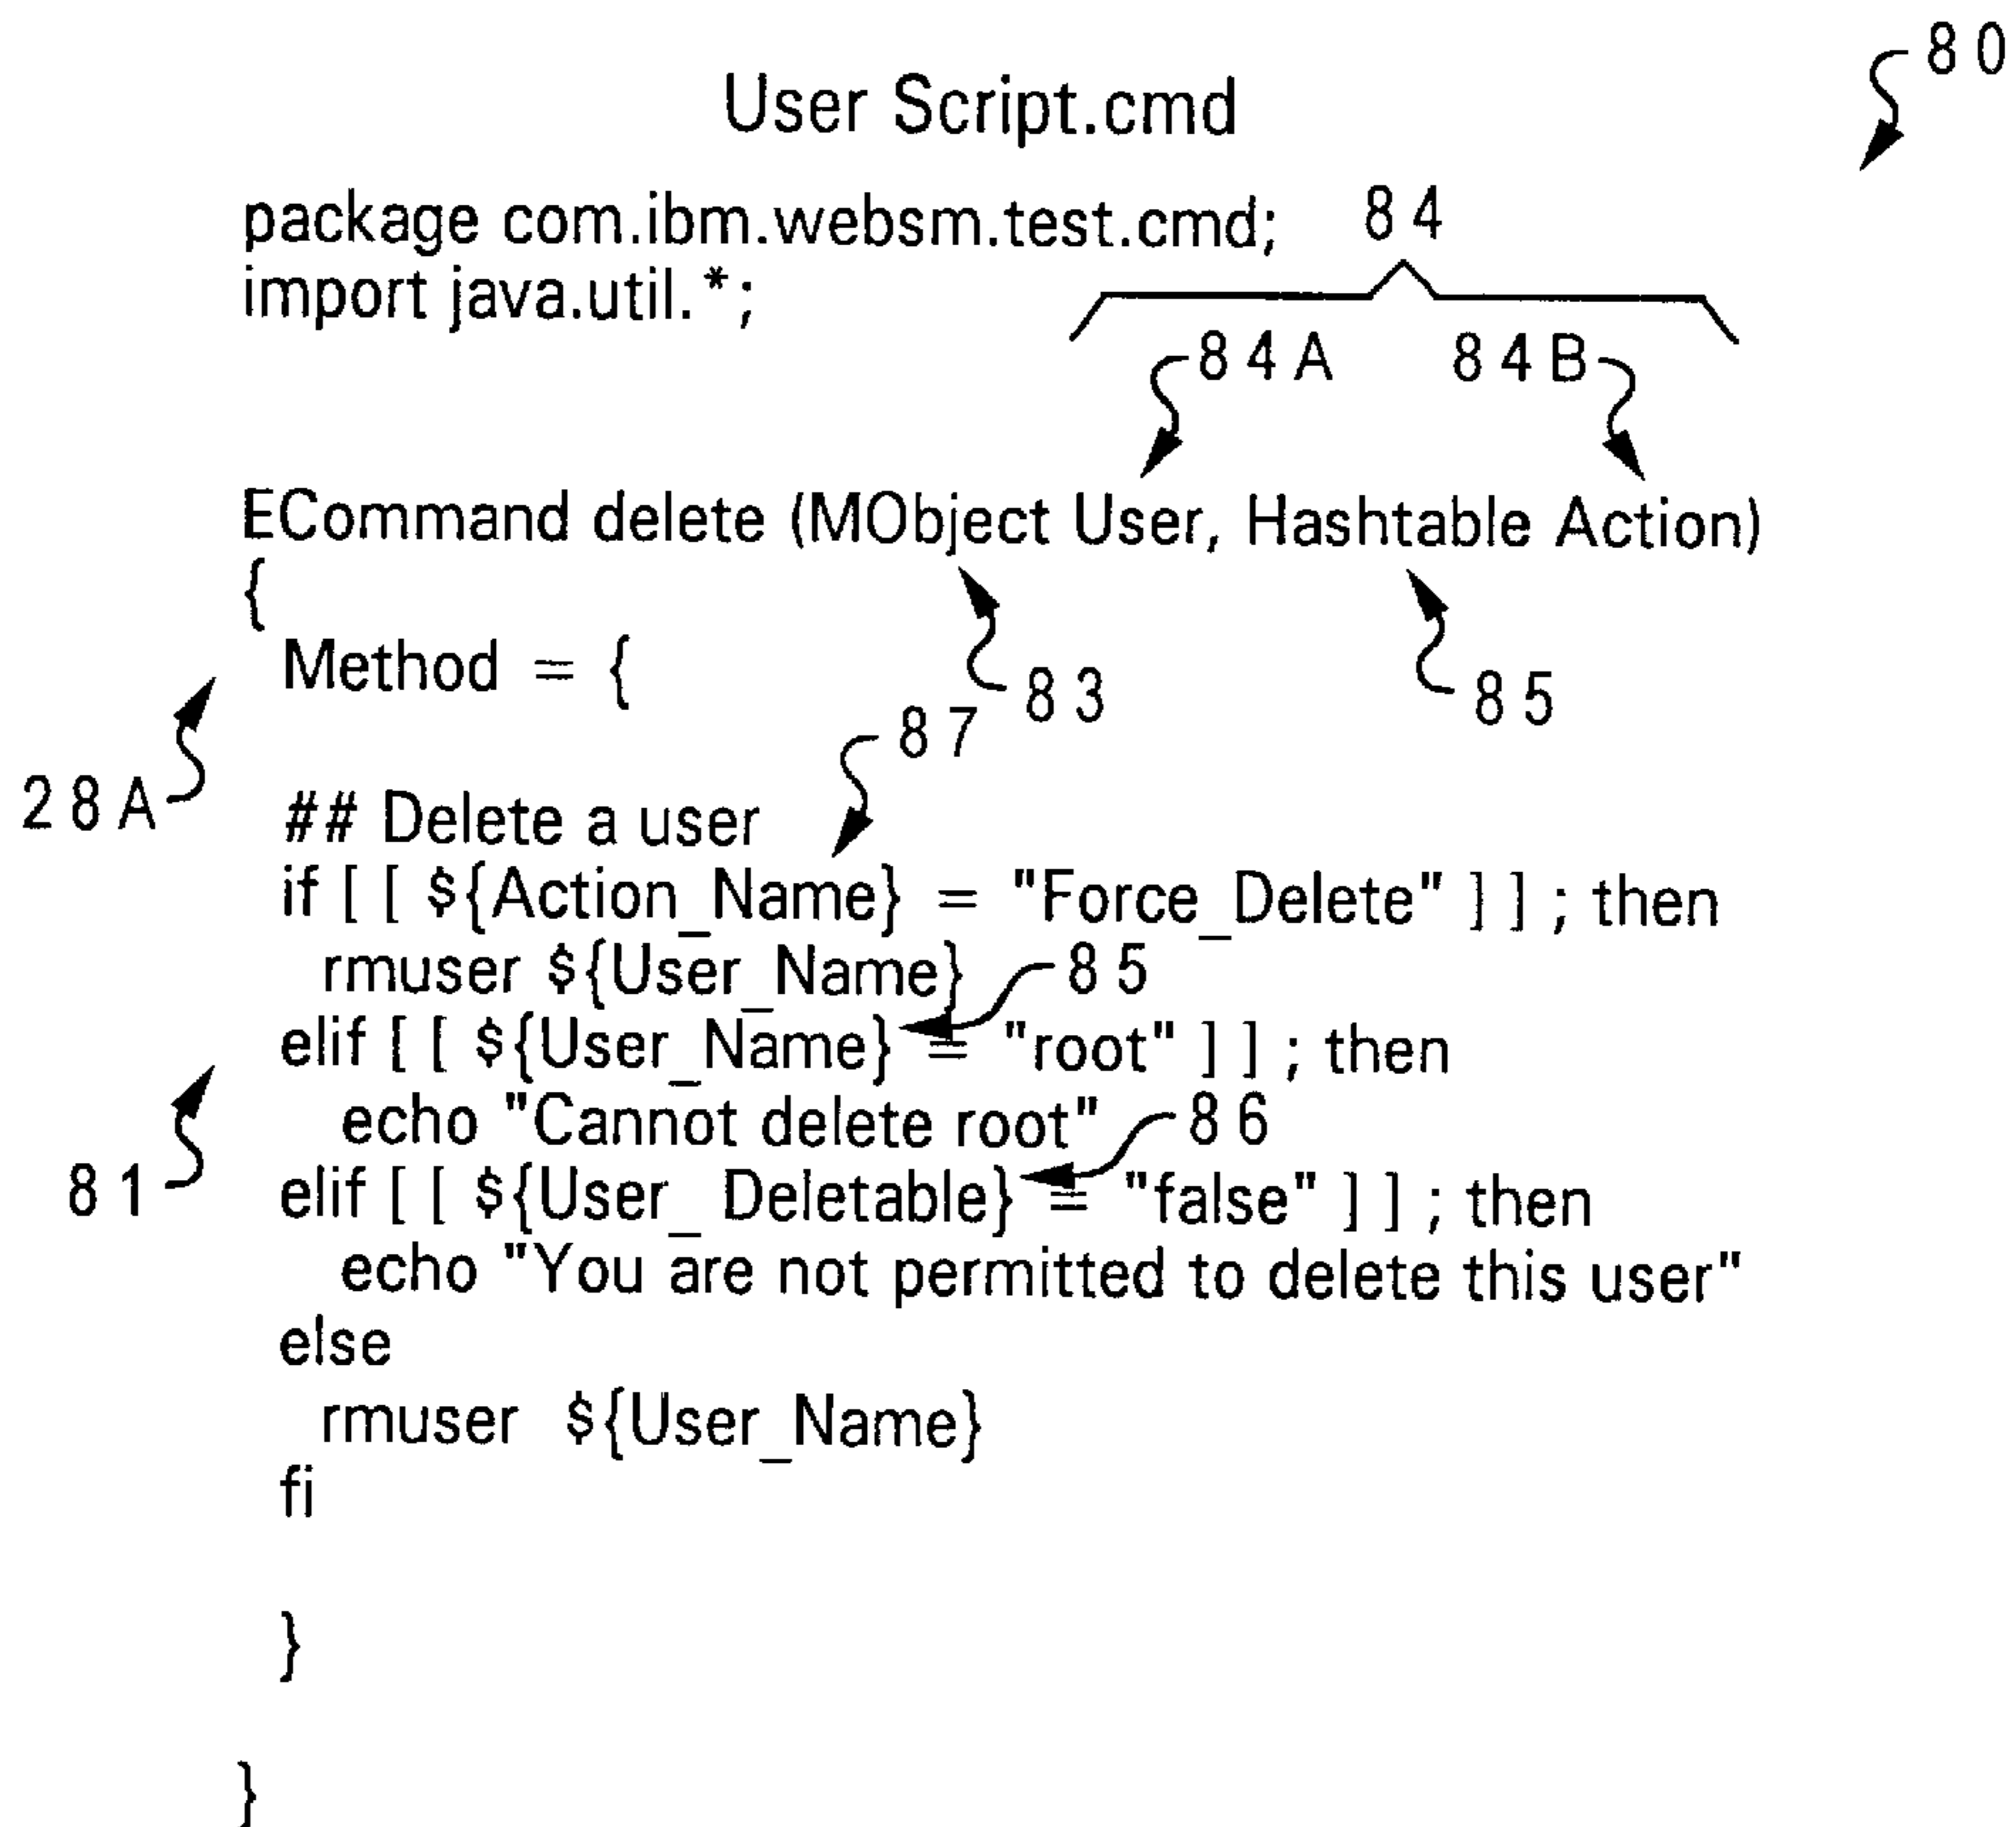 80
User Script.cmd
package com.ibm.websm.test.cmd; 84
import java.util.*;
84A 84B
ECommand delete (MObject User, Hashtable Action)
{
Method = {
83 85
87
28A
## Delete a user
if [ [ ${Action_Name} = "Force_Delete" ] ] ; then
rmuser ${User_Name} 85
elif [ [ ${User_Name} = "root" ] ] ; then
echo "Cannot delete root" 86
81 elif [ [ ${User_ Deletable} = "false" ] ] ; then
echo "You are not permitted to delete this user"
else
rmuser ${User_Name}
fi
}
}